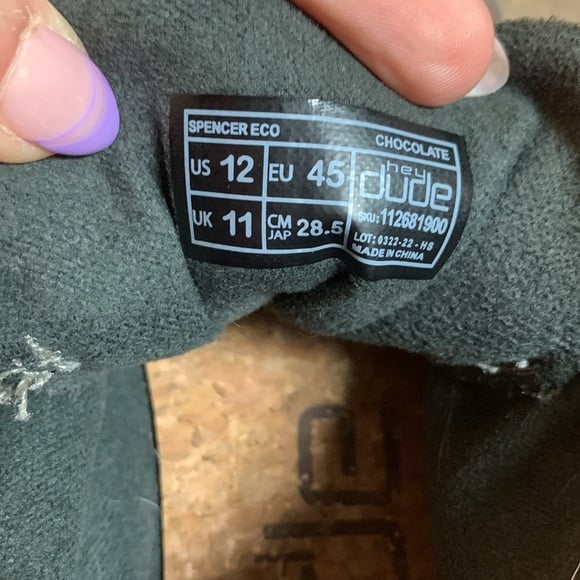 SPENCER ECO CHOCOLATE
US 12 EU 45 hey dude
SKU: 112681900
UK 11 CM JAP 28.5
LOT: 0322-22-HS
MADE IN CHINA